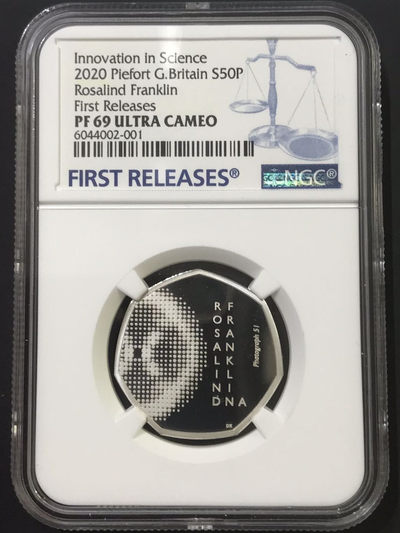 Innovation in Science
2020 Piefort G.Britain S50P
Rosalind Franklin
First Releases
PF 69 ULTRA CAMEO
6044002-001
FIRST RELEASES®
NGC®
ROSALIND
FRANKLIN
A
Photograph 51
DK